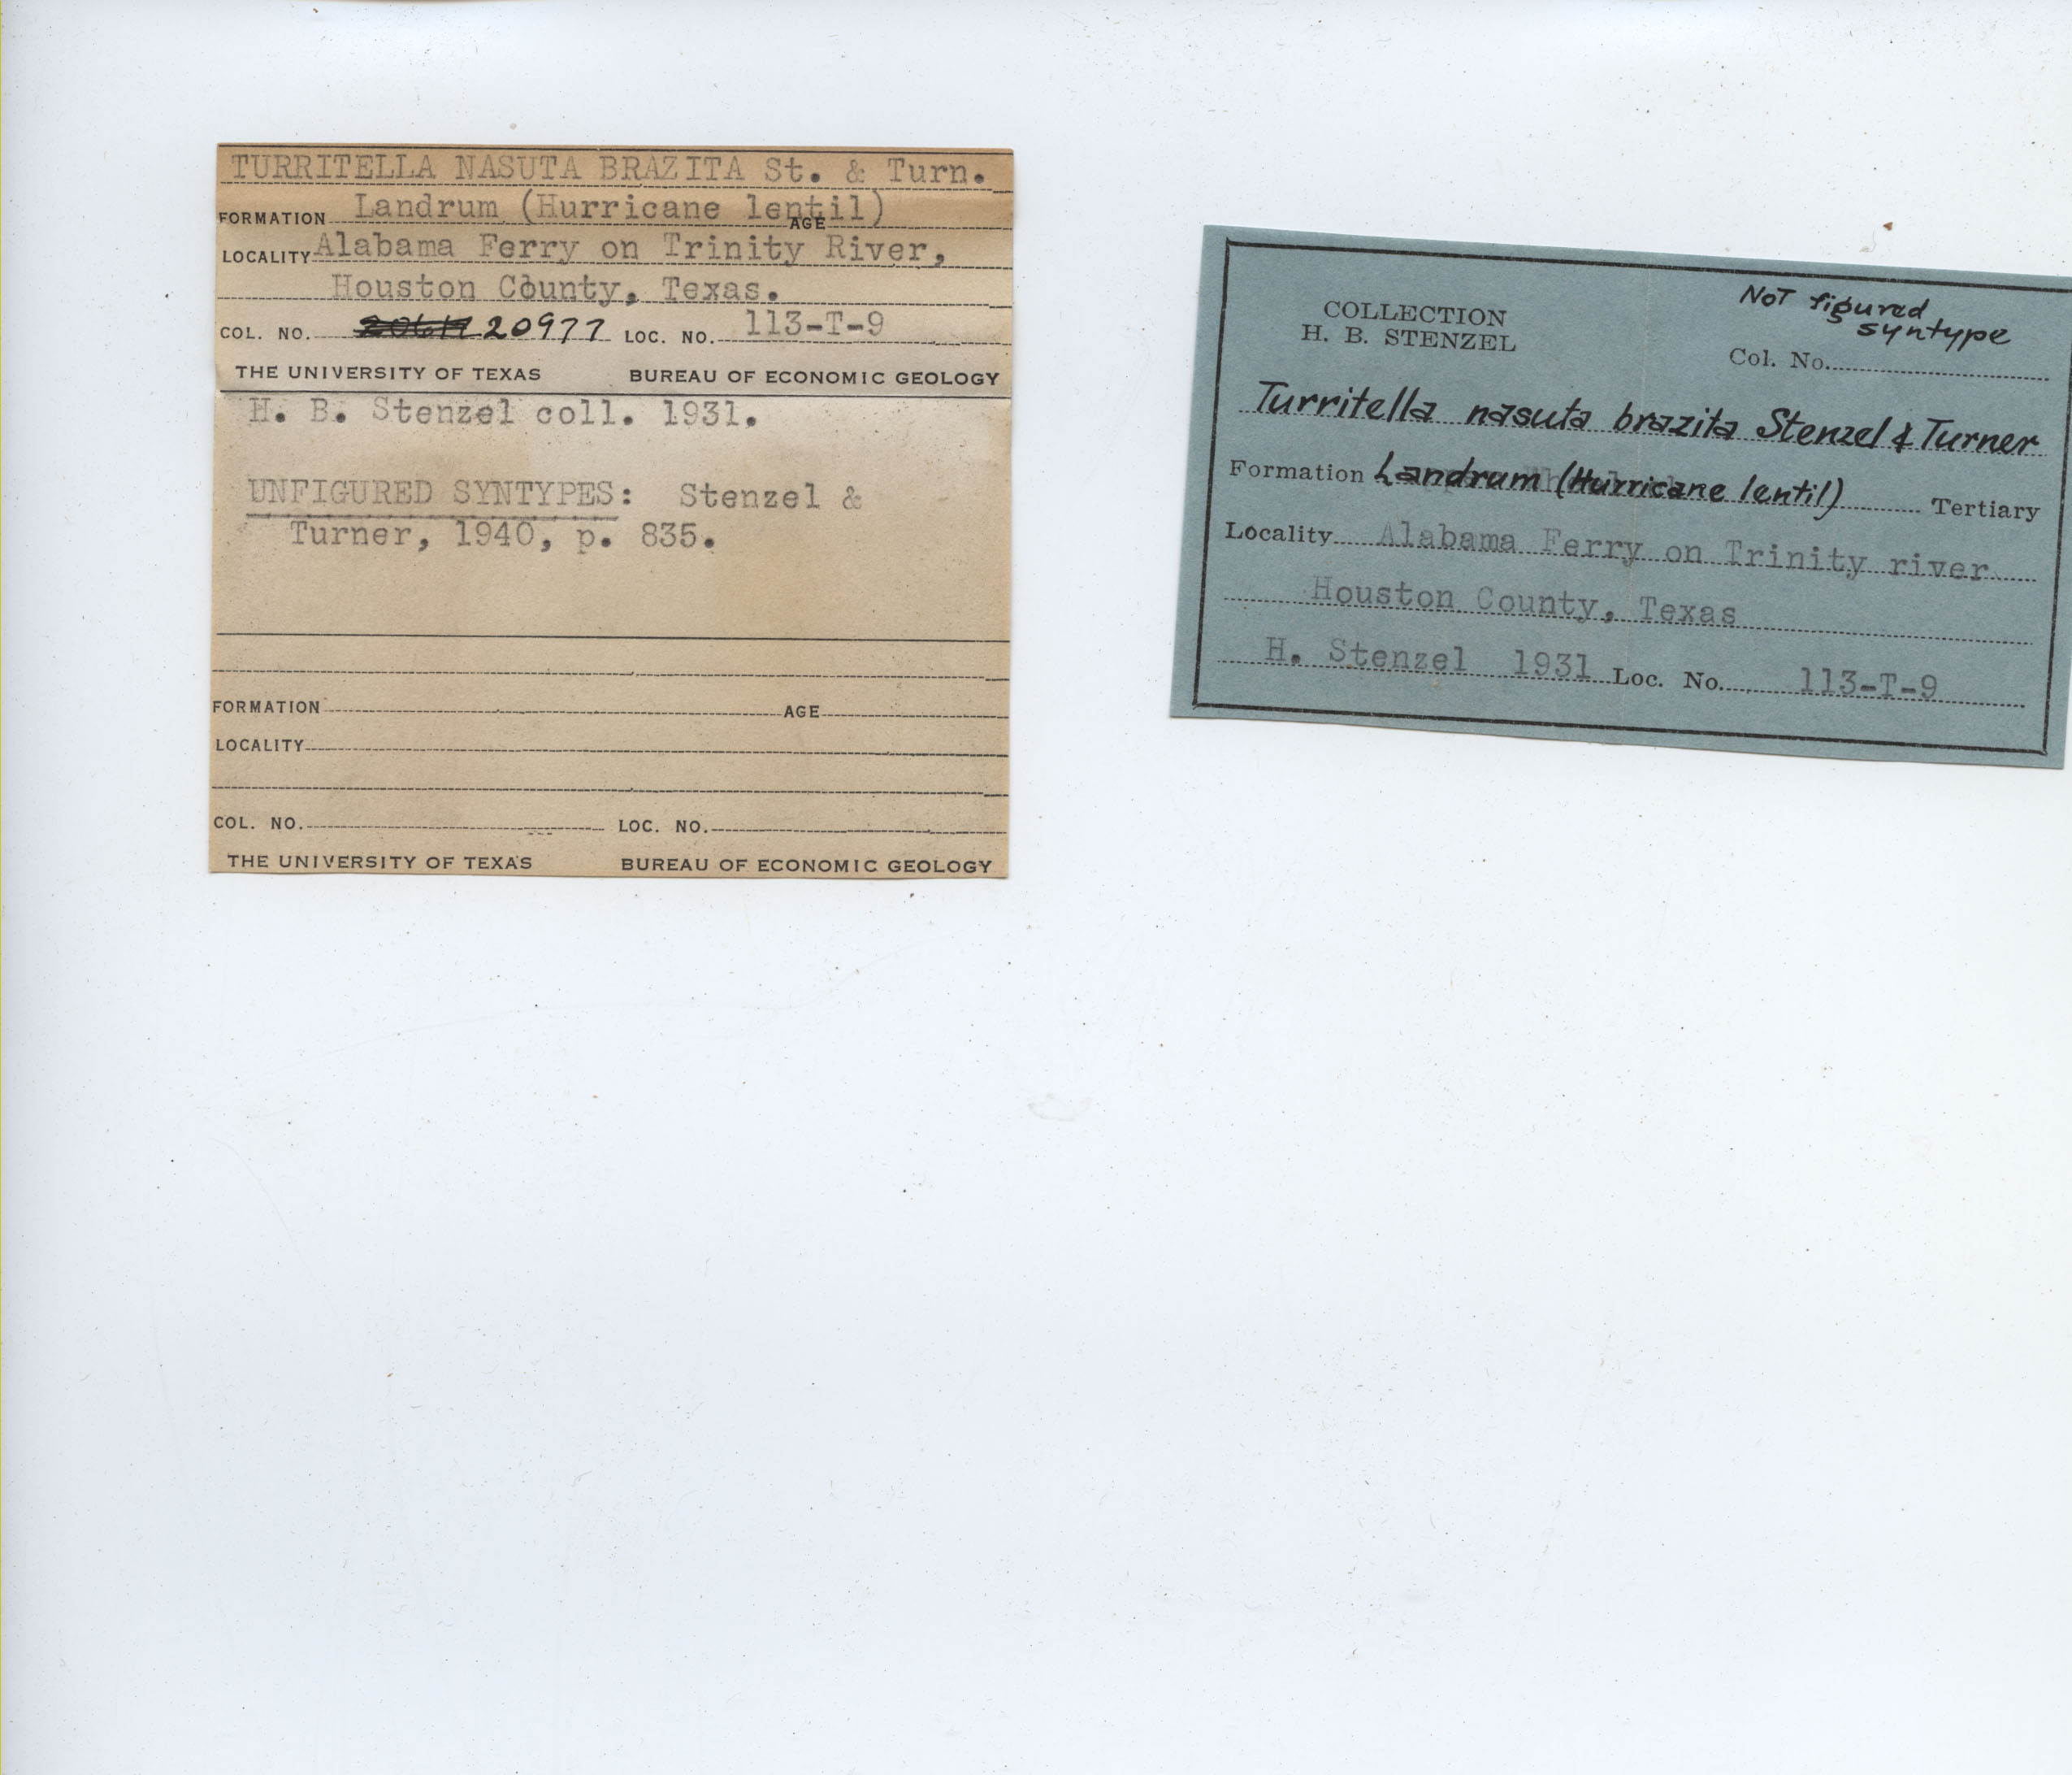 TURRITELLA NASUTA BRAZITA St. & Turn.
FORMATION Landrum (Hurricane lentil) AGE
LOCALITY Alabama Ferry on Trinity River,
Houston County, Texas.
COL. NO. 20977 LOC. NO. 113-T-9
THE UNIVERSITY OF TEXAS BUREAU OF ECONOMIC GEOLOGY
H. B. Stenzel coll. 1931.
UNFIGURED SYNTYPES: Stenzel &
Turner, 1940, p. 835.
FORMATION AGE
LOCALITY
COL. NO. LOC. NO.
THE UNIVERSITY OF TEXAS BUREAU OF ECONOMIC GEOLOGY
COLLECTION
H. B. STENZEL
Not figured
syntype
Col. No.
Turritella nasuta brazita Stenzel & Turner
Formation Landrum (Hurricane lentil) Tertiary
Locality Alabama Ferry on Trinity river
Houston County, Texas
H. Stenzel 1931 Loc. No. 113-T-9